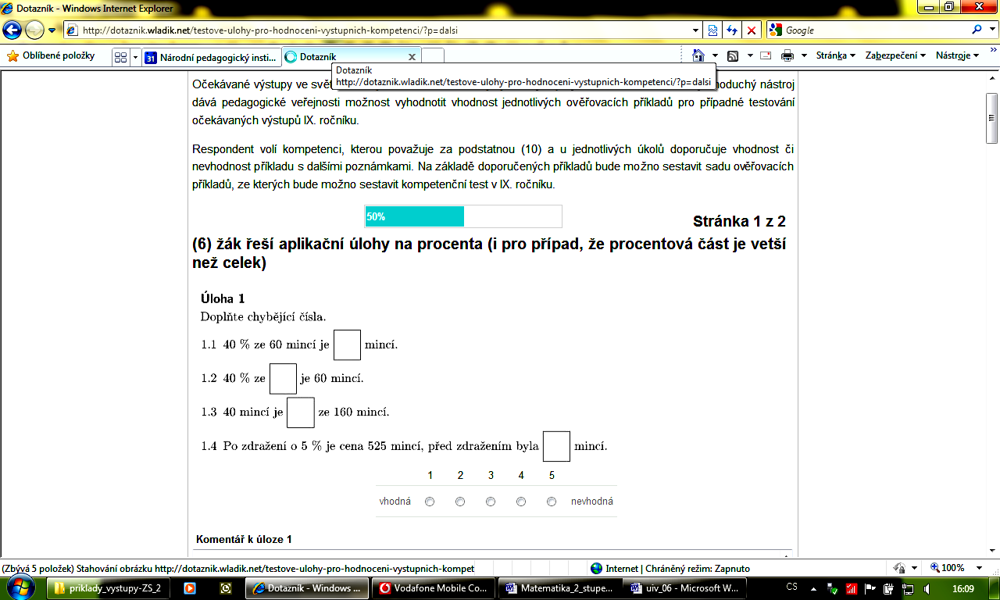 Dotazník - Windows Internet Explorer
http://dotaznik.wladik.net/testove-ulohy-pro-hodnoceni-vystupnich-kompetenci/?p=dalsi
Google
Oblíbené položky
31 Národní pedagogický insti...
Dotazník
Stránka
Zabezpečení
Nástroje
Dotazník
http://dotaznik.wladik.net/testove-ulohy-pro-hodnoceni-vystupnich-kompetenci/?p=dalsi
Očekávané výstupy ve svět
noduchý nástroj
dává pedagogické veřejnosti možnost vyhodnotit vhodnost jednotlivých ověřovacích příkladů pro případné testování
očekávaných výstupů IX. ročníku.
Respondent volí kompetenci, kterou považuje za podstatnou (10) a u jednotlivých úkolů doporučuje vhodnost či
nevhodnost příkladu s dalšími poznámkami. Na základě doporučených příkladů bude možno sestavit sadu ověřovacích
příkladů, ze kterých bude možno sestavit kompetenční test v IX. ročníku.
50%
Stránka 1 z 2
(6) žák řeší aplikační úlohy na procenta (i pro případ, že procentová část je vetší
než celek)
Úloha 1
Doplňte chybějící čísla.
1.1 40 % ze 60 mincí je mincí.
1.2 40 % ze je 60 mincí.
1.3 40 mincí je ze 160 mincí.
1.4 Po zdražení o 5 % je cena 525 mincí, před zdražením byla mincí.
1 2 3 4 5
vhodná nevhodná
Komentář k úloze 1
(Zbývá 5 položek) Stahování obrázku http://dotaznik.wladik.net/testove-ulohy-pro-hodnoceni-vystupnich-kompet
Internet | Chráněný režim: Zapnuto
100%
příklady_vystupy-ZS_2
Dotazník - Windows ...
Vodafone Mobile Co...
Matematika_2_stupe...
uiv_06 - Microsoft W...
CS
16:09